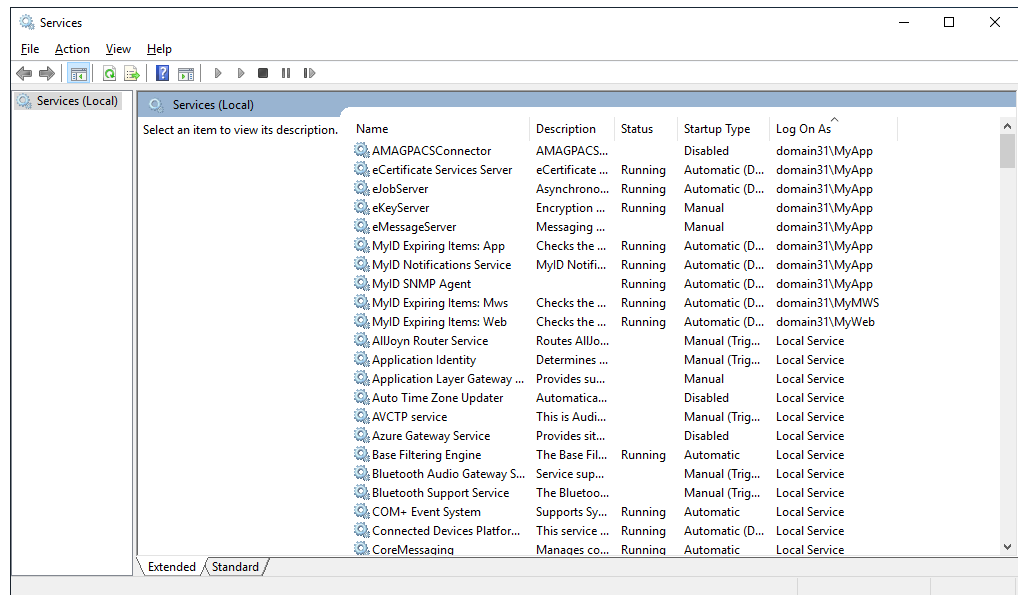 Services
File Action View Help
Services (Local)
Services (Local)
Select an item to view its description.
Name Description Status Startup Type Log On As
AMAGPACSConnector AMAGPACS... Disabled domain31\MyApp
eCertificate Services Server eCertificate ... Running Automatic (D... domain31\MyApp
eJobServer Asynchrono... Running Automatic (D... domain31\MyApp
eKeyServer Encryption ... Running Manual domain31\MyApp
eMessageServer Messaging ... Manual domain31\MyApp
MyID Expiring Items: App Checks the ... Running Automatic (D... domain31\MyApp
MyID Notifications Service MyID Notifi... Running Automatic (D... domain31\MyApp
MyID SNMP Agent Running Automatic (D... domain31\MyApp
MyID Expiring Items: Mws Checks the ... Running Automatic (D... domain31\MyMWS
MyID Expiring Items: Web Checks the ... Running Automatic (D... domain31\MyWeb
AllJoyn Router Service Routes AllJo... Manual (Trig... Local Service
Application Identity Determines ... Manual (Trig... Local Service
Application Layer Gateway ... Provides su... Manual Local Service
Auto Time Zone Updater Automatica... Disabled Local Service
AVCTP service This is Audi... Manual (Trig... Local Service
Azure Gateway Service Provides sit... Disabled Local Service
Base Filtering Engine The Base Fil... Running Automatic Local Service
Bluetooth Audio Gateway S... Service sup... Manual (Trig... Local Service
Bluetooth Support Service The Bluetoo... Manual (Trig... Local Service
COM+ Event System Supports Sy... Running Automatic Local Service
Connected Devices Platfor... This service ... Running Automatic (D... Local Service
CoreMessaging Manages co... Running Automatic Local Service
Extended Standard